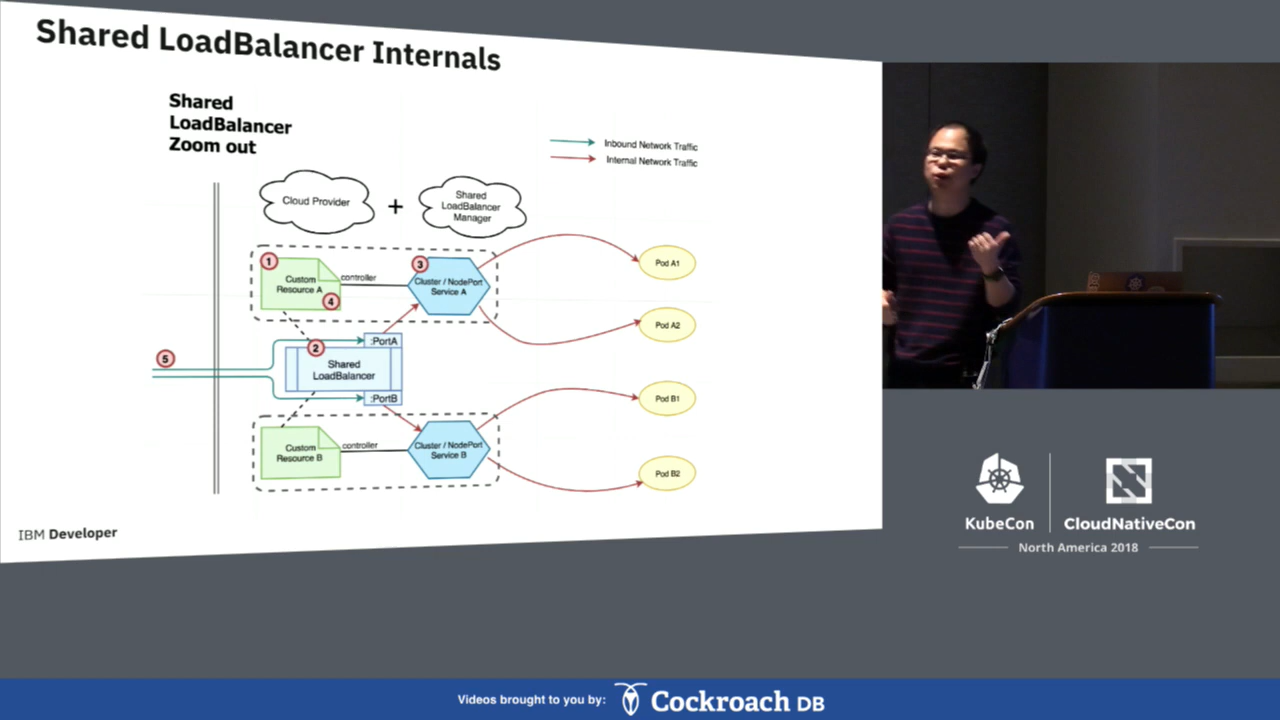 Shared LoadBalancer Internals
Shared
LoadBalancer
Zoom out
Inbound Network Traffic
Internal Network Traffic
Cloud Provider
+
Shared
LoadBalancer
Manager
1
Custom
Resource A
4
controller
3
Cluster / NodePort
Service A
Pod A1
Pod A2
5
2
:PortA
Shared
LoadBalancer
:PortB
Custom
Resource B
controller
Cluster / NodePort
Service B
Pod B1
Pod B2
IBM Developer
KubeCon
CloudNativeCon
North America 2018
Videos brought to you by:
Cockroach DB